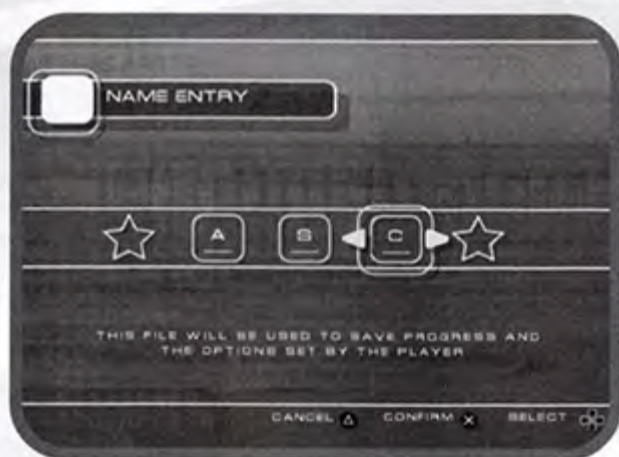 NAME ENTRY
A B C
THIS FILE WILL BE USED TO SAVE PROGRESS AND
THE OPTIONS SET BY THE PLAYER
CANCEL CONFIRM SELECT